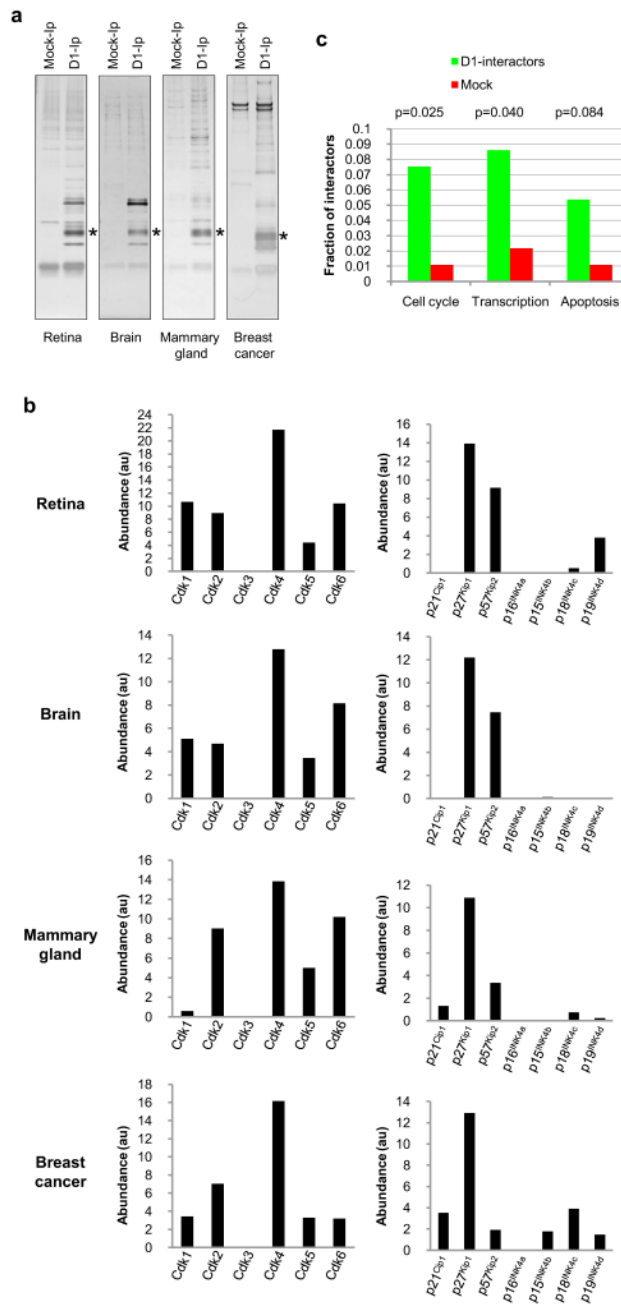 a
Mock-Ip
D1-Ip
Mock-Ip
D1-Ip
Mock-Ip
D1-Ip
Mock-Ip
D1-Ip
*
*
*
*
Retina
Brain
Mammary
gland
Breast
cancer
c
D1-interactors
Mock
p=0.025 p=0.040 p=0.084
Fraction of interactors
0.1
0.09
0.08
0.07
0.06
0.05
0.04
0.03
0.02
0.01
0
Cell cycle Transcription Apoptosis
b
Retina
Abundance (au)
24
22
20
18
16
14
12
10
8
6
4
2
0
Cdk1 Cdk2 Cdk3 Cdk4 Cdk5 Cdk6
Abundance (au)
16
14
12
10
8
6
4
2
0
p21Cip1 p27Kip1 p57Kip2 p16INK4a p15INK4b p18INK4c p19INK4d
Brain
Abundance (au)
14
12
10
8
6
4
2
0
Cdk1 Cdk2 Cdk3 Cdk4 Cdk5 Cdk6
Abundance (au)
14
12
10
8
6
4
2
0
p21Cip1 p27Kip1 p57Kip2 p16INK4a p15INK4b p18INK4c p19INK4d
Mammary
gland
Abundance (au)
16
14
12
10
8
6
4
2
0
Cdk1 Cdk2 Cdk3 Cdk4 Cdk5 Cdk6
Abundance (au)
12
10
8
6
4
2
0
p21Cip1 p27Kip1 p57Kip2 p16INK4a p15INK4b p18INK4c p19INK4d
Breast
cancer
Abundance (au)
18
16
14
12
10
8
6
4
2
0
Cdk1 Cdk2 Cdk3 Cdk4 Cdk5 Cdk6
Abundance (au)
14
12
10
8
6
4
2
0
p21Cip1 p27Kip1 p57Kip2 p16INK4a p15INK4b p18INK4c p19INK4d